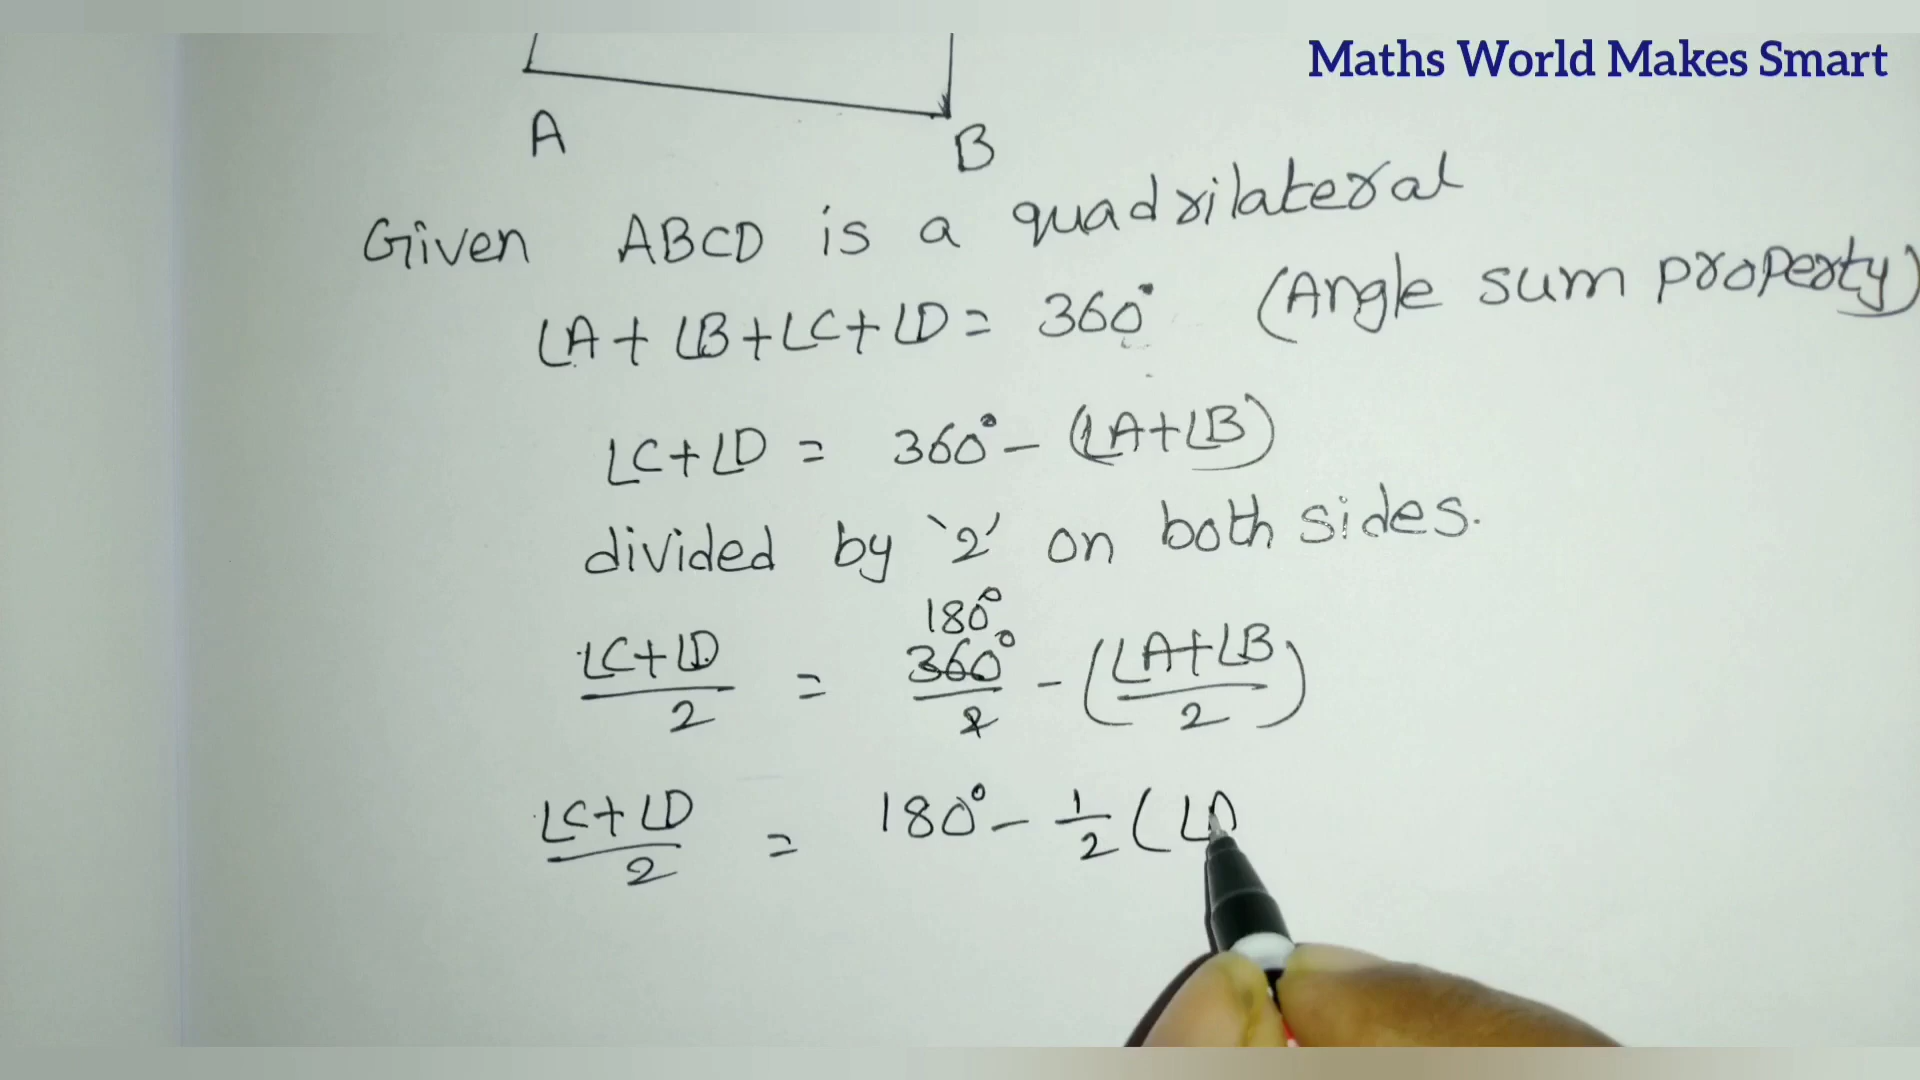 Maths World Makes Smart
A
B
Given ABCD is a quadrilateral
∠A + ∠B + ∠C + ∠D = 360° (Angle sum property)
∠C + ∠D = 360° - (∠A + ∠B)
divided by '2' on both sides.
180°
∠C + ∠D / 2 = 360° / 2 - (∠A + ∠B / 2)
∠C + ∠D / 2 = 180° - 1/2 (∠A